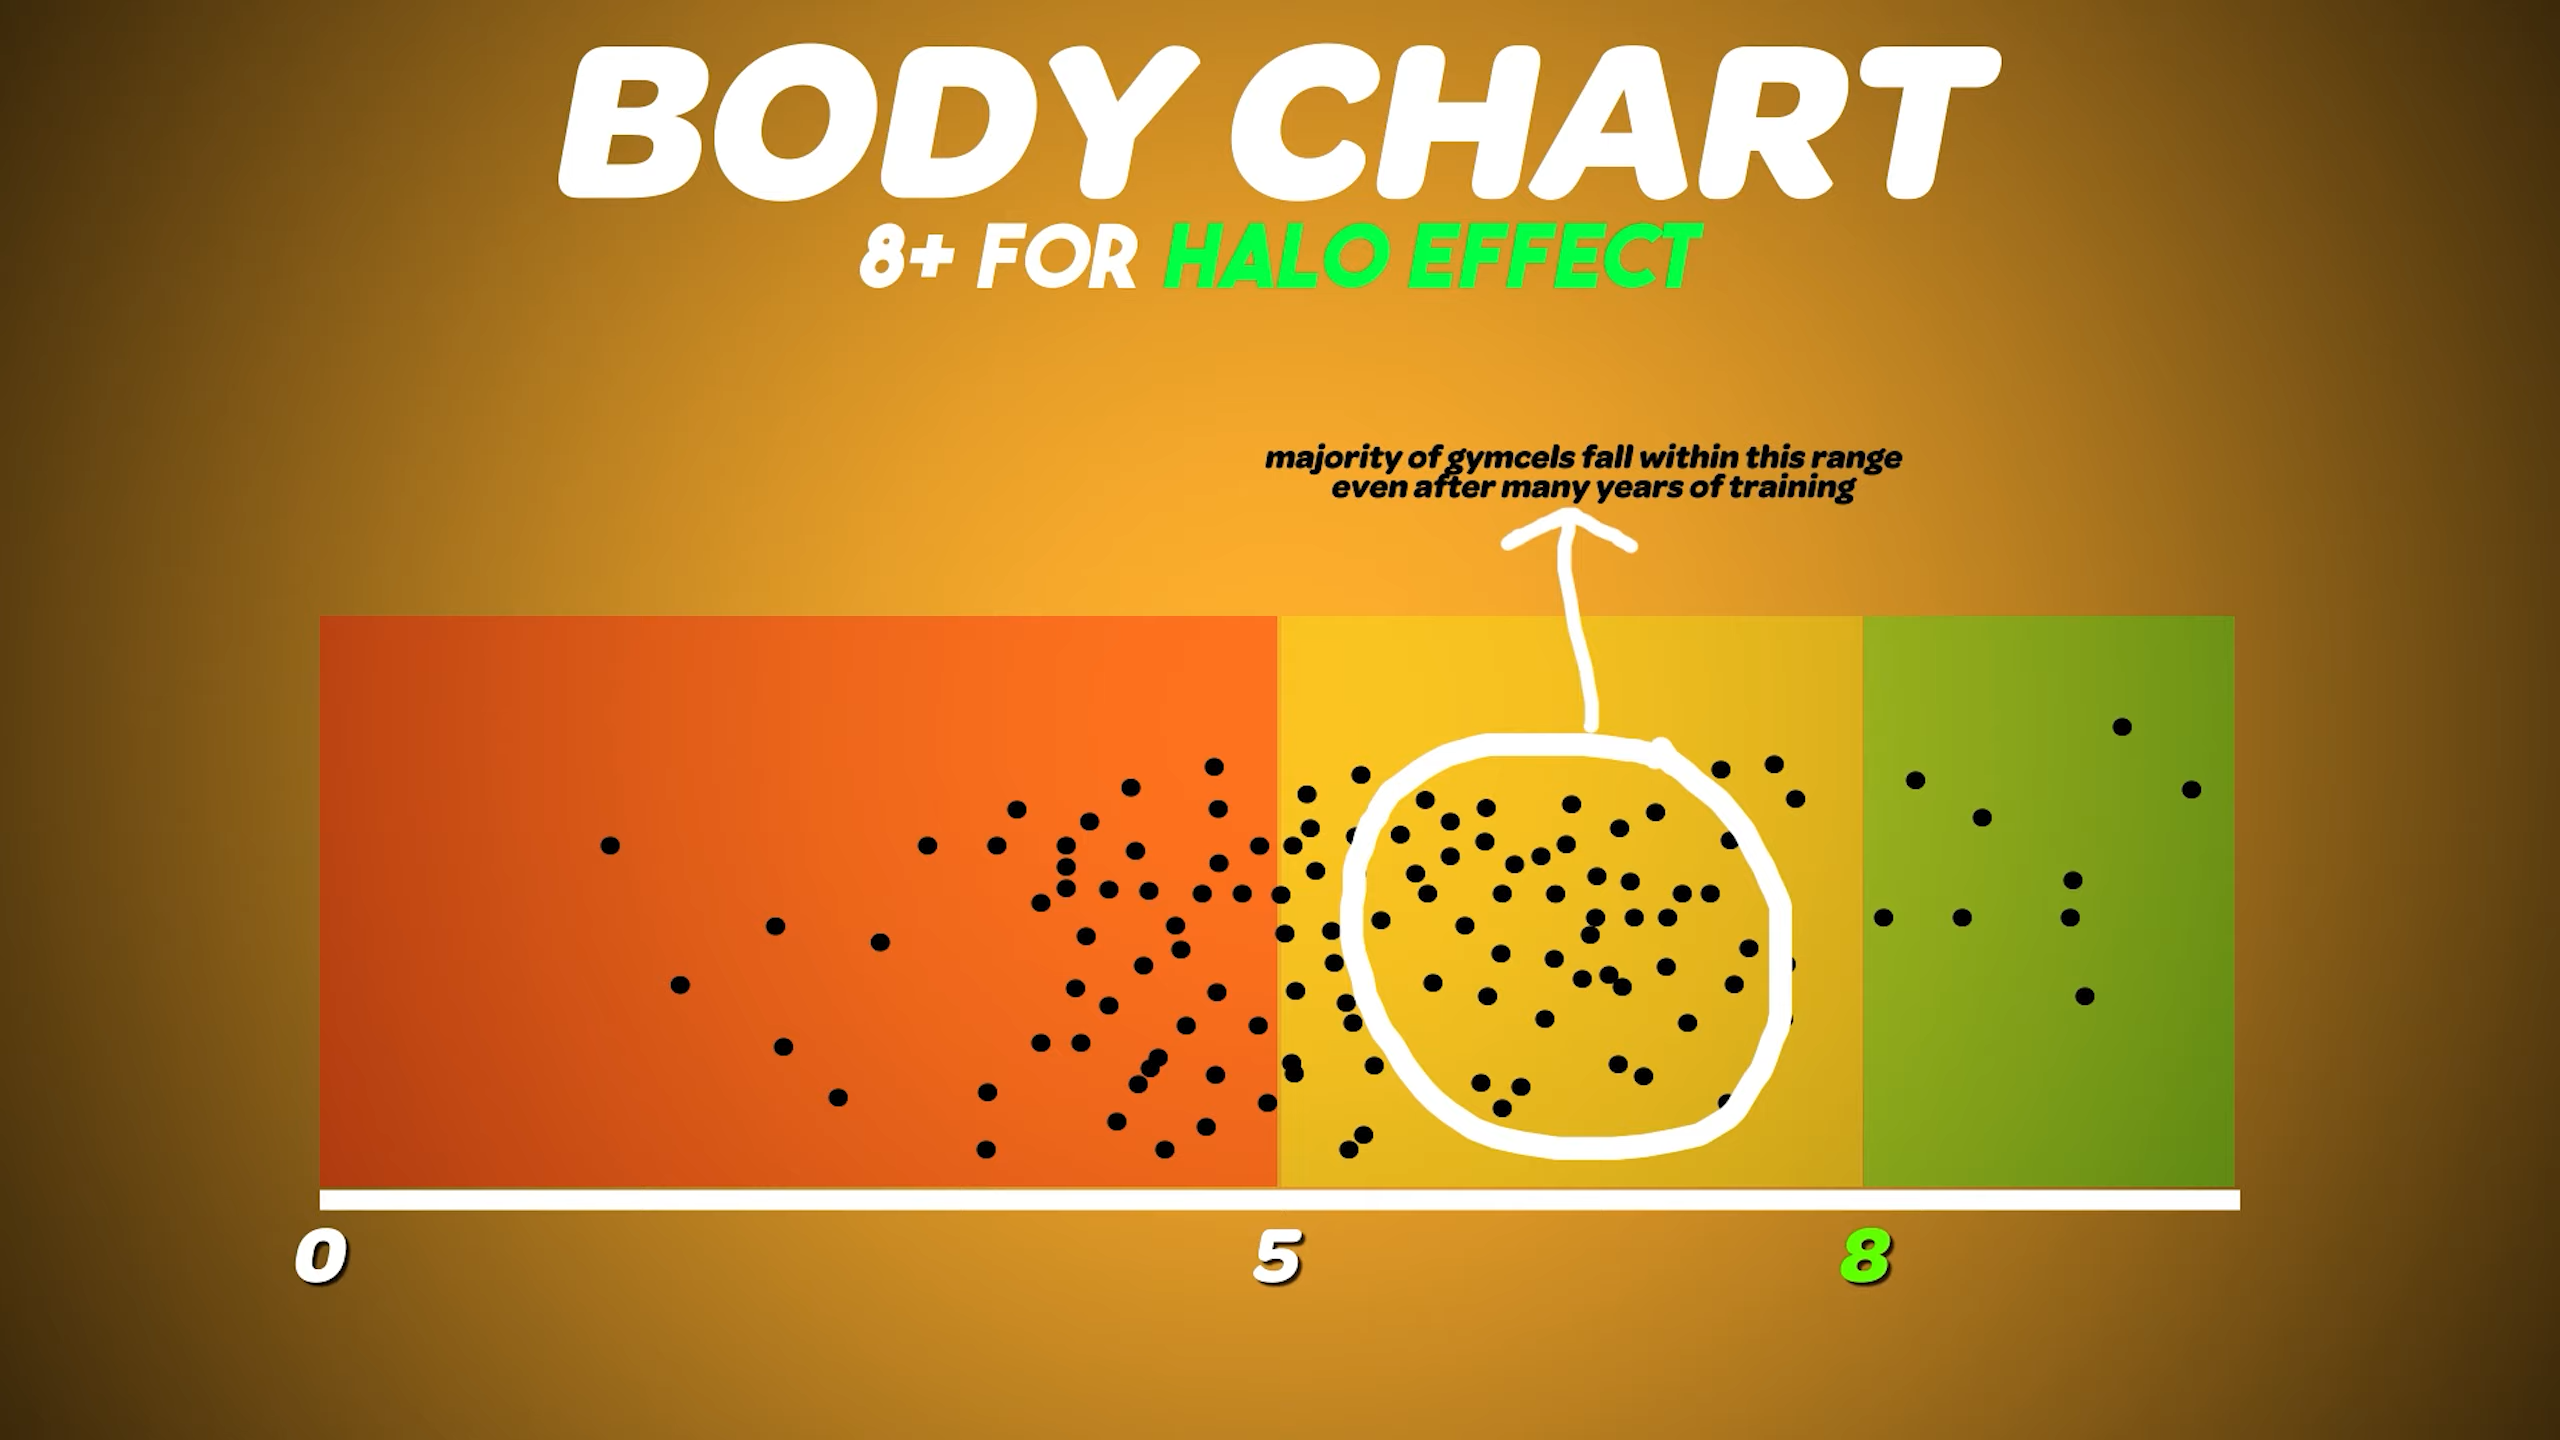 BODY CHART
8+ FOR HALO EFFECT
majority of gymcels fall within this range
even after many years of training
0 5 8